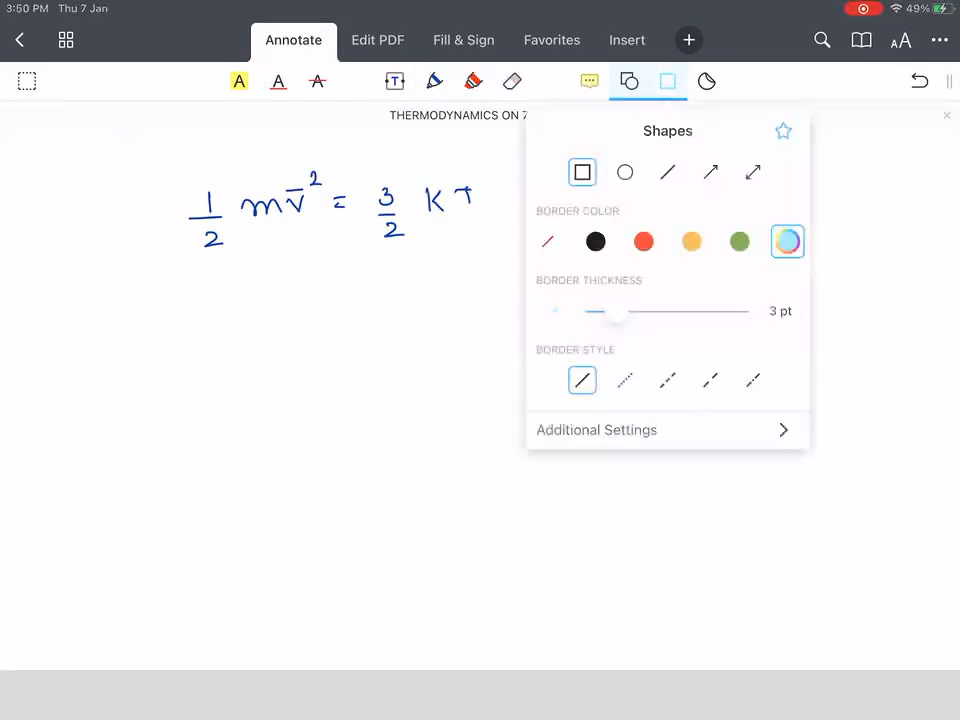 3:50 PM Thu 7 Jan 49%
Annotate Edit PDF Fill & Sign Favorites Insert
AA
A A A T
THERMODYNAMICS ON 7
Shapes
BORDER COLOR
BORDER THICKNESS
3 pt
BORDER STYLE
Additional Settings
1/2 mv̅² = 3/2 KT